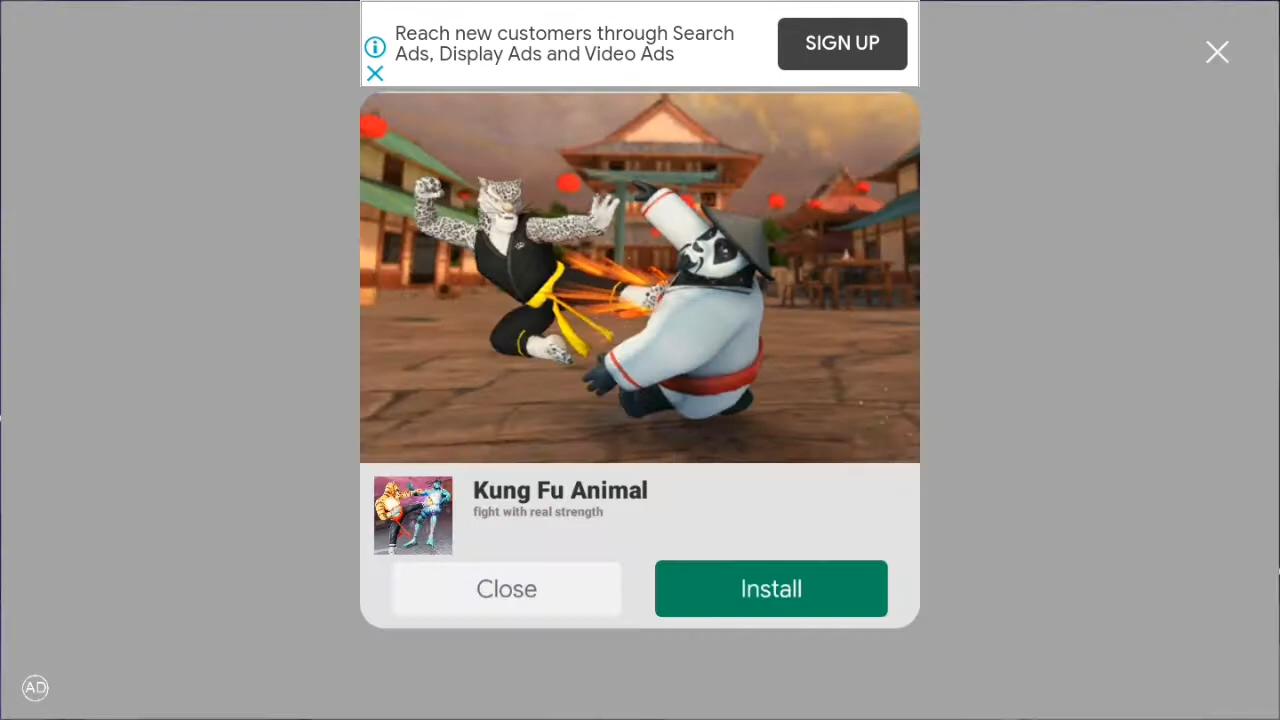 Reach new customers through Search
Ads, Display Ads and Video Ads
SIGN UP
Kung Fu Animal
fight with real strength
Close
Install
AD